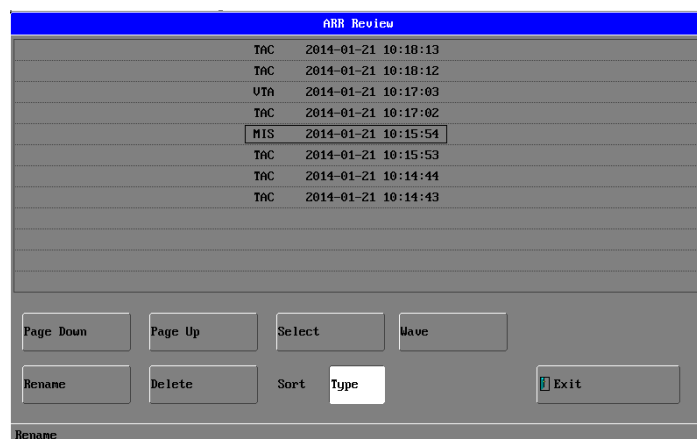 ARR Review
TAC 2014-01-21 10:18:13
TAC 2014-01-21 10:18:12
VTA 2014-01-21 10:17:03
TAC 2014-01-21 10:17:02
MIS 2014-01-21 10:15:54
TAC 2014-01-21 10:15:53
TAC 2014-01-21 10:14:44
TAC 2014-01-21 10:14:43
Page Down Page Up Select Wave
Rename Delete Sort Type Exit
Rename